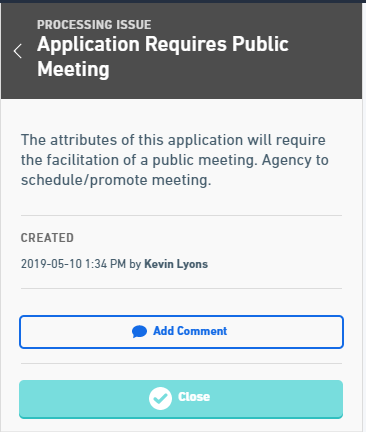 PROCESSING ISSUE
Application Requires Public
Meeting
The attributes of this application will require
the facilitation of a public meeting. Agency to
schedule/promote meeting.
CREATED
2019-05-10 1:34 PM by Kevin Lyons
Add Comment
Close